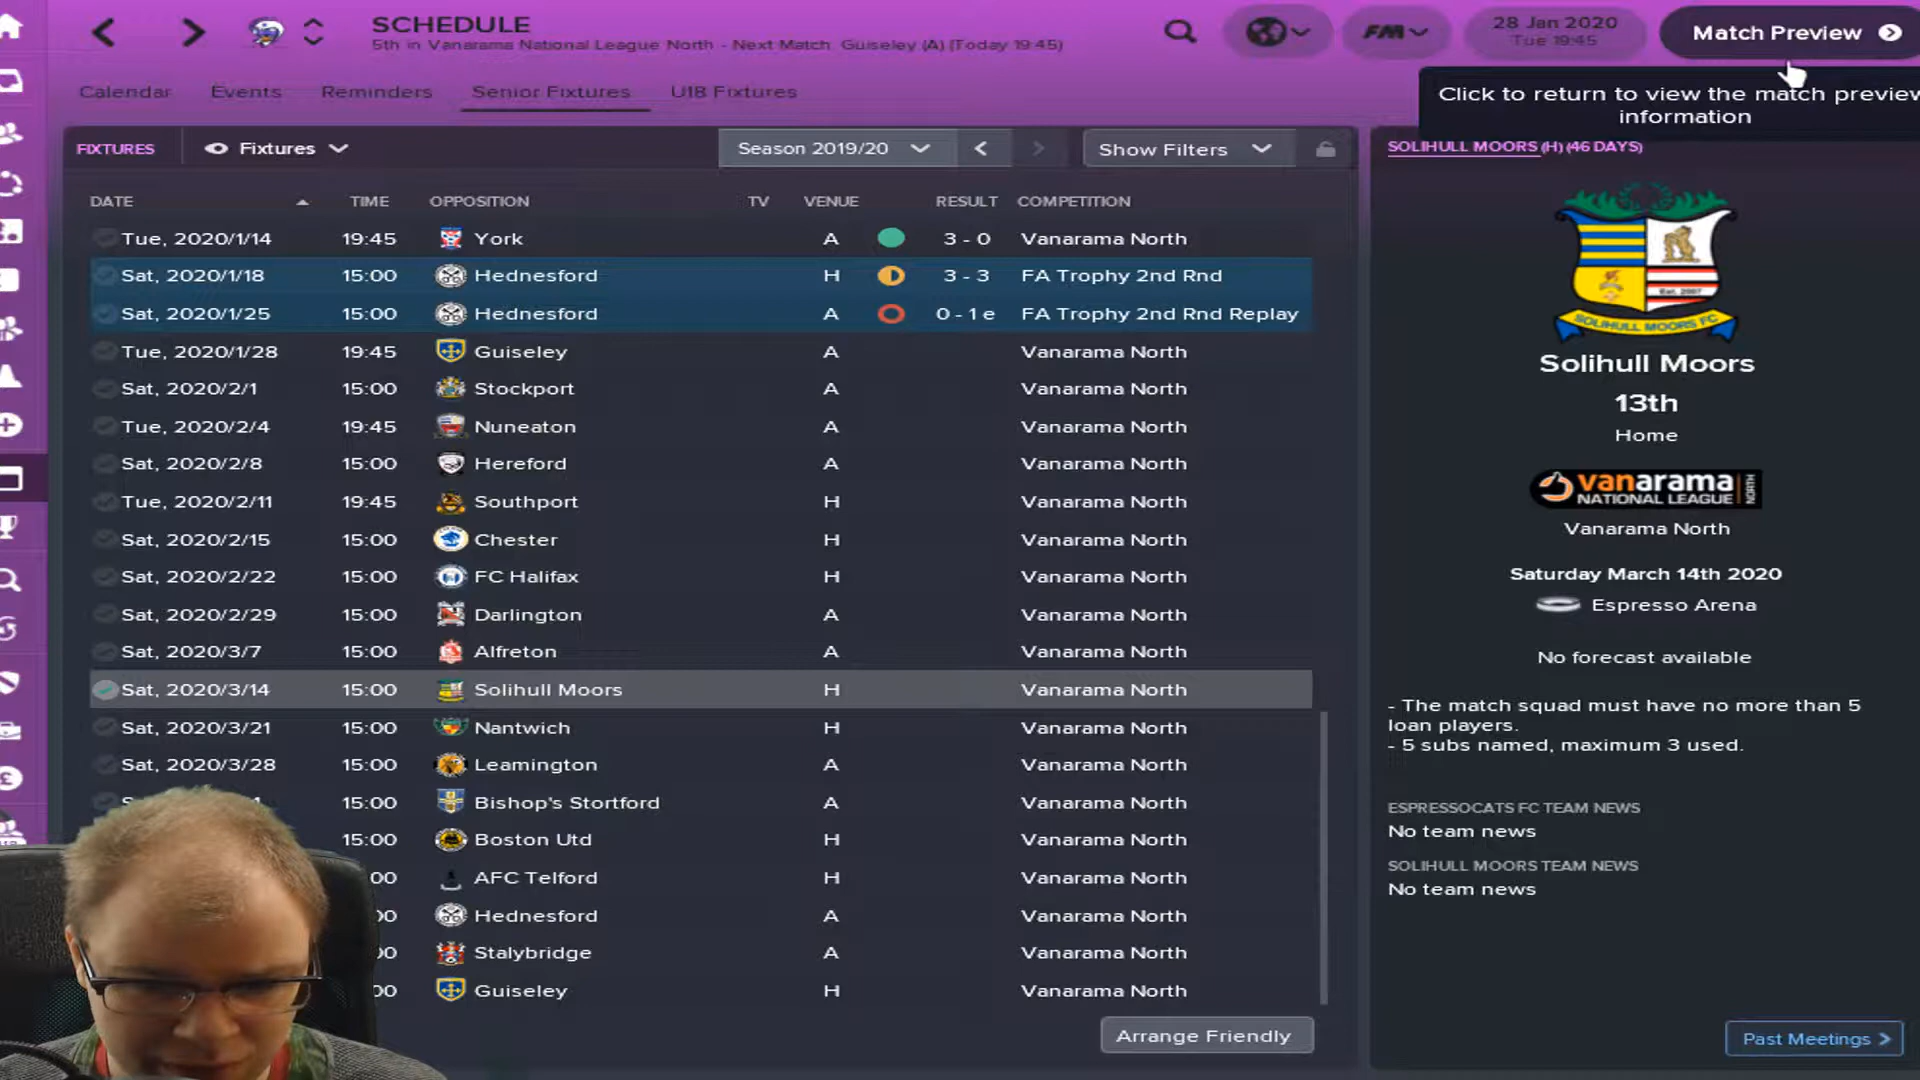 SCHEDULE
5th in Vanarama National League North - Next Match: Guiseley (A) (Today 19:45)
FM
28 Jan 2020
Tue 19:45
Match Preview
Click to return to view the match preview
information
Calendar Events Reminders Senior Fixtures U18 Fixtures
FIXTURES Fixtures Season 2019/20 Show Filters
DATE TIME OPPOSITION TV VENUE RESULT COMPETITION
Tue, 2020/1/14 19:45 York A 3 - 0 Vanarama North
Sat, 2020/1/18 15:00 Hednesford H 3 - 3 FA Trophy 2nd Rnd
Sat, 2020/1/25 15:00 Hednesford A 0 - 1 e FA Trophy 2nd Rnd Replay
Tue, 2020/1/28 19:45 Guiseley A Vanarama North
Sat, 2020/2/1 15:00 Stockport A Vanarama North
Tue, 2020/2/4 19:45 Nuneaton A Vanarama North
Sat, 2020/2/8 15:00 Hereford A Vanarama North
Tue, 2020/2/11 19:45 Southport H Vanarama North
Sat, 2020/2/15 15:00 Chester H Vanarama North
Sat, 2020/2/22 15:00 FC Halifax H Vanarama North
Sat, 2020/2/29 15:00 Darlington A Vanarama North
Sat, 2020/3/7 15:00 Alfreton A Vanarama North
Sat, 2020/3/14 15:00 Solihull Moors H Vanarama North
Sat, 2020/3/21 15:00 Nantwich H Vanarama North
Sat, 2020/3/28 15:00 Leamington A Vanarama North
15:00 Bishop's Stortford A Vanarama North
15:00 Boston Utd H Vanarama North
00 AFC Telford H Vanarama North
00 Hednesford A Vanarama North
00 Stalybridge A Vanarama North
00 Guiseley H Vanarama North
Arrange Friendly
SOLIHULL MOORS (H) (46 DAYS)
SOLIHULL MOORS FC
Solihull Moors
13th
Home
vanarama
NATIONAL LEAGUE NORTH
Vanarama North
Saturday March 14th 2020
Espresso Arena
No forecast available
- The match squad must have no more than 5
loan players.
- 5 subs named, maximum 3 used.
ESPRESSOCATS FC TEAM NEWS
No team news
SOLIHULL MOORS TEAM NEWS
No team news
Past Meetings